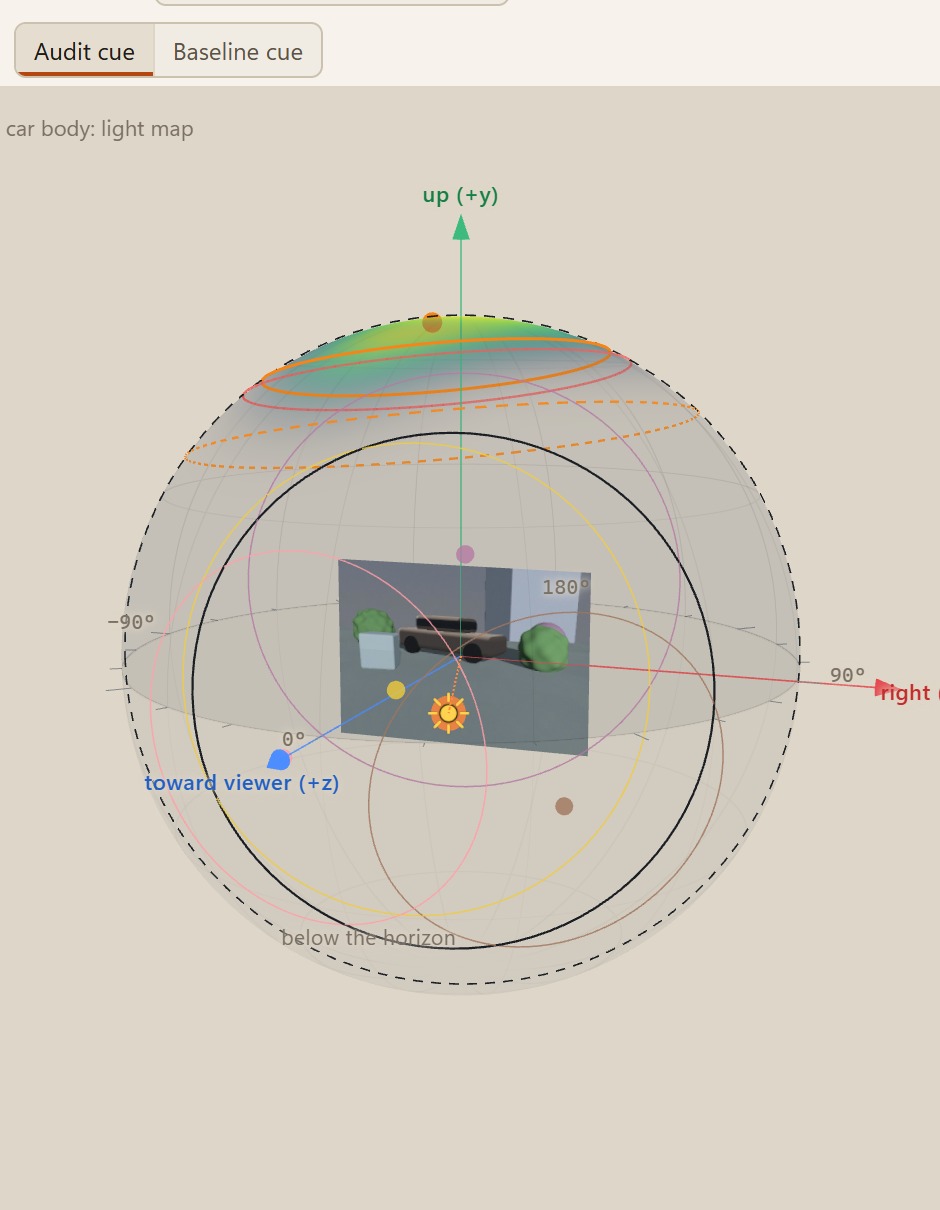 Audit cue
Baseline cue
car body: light map
up (+y)
180°
−90°
90°
right (
0°
toward viewer (+z)
below the horizon